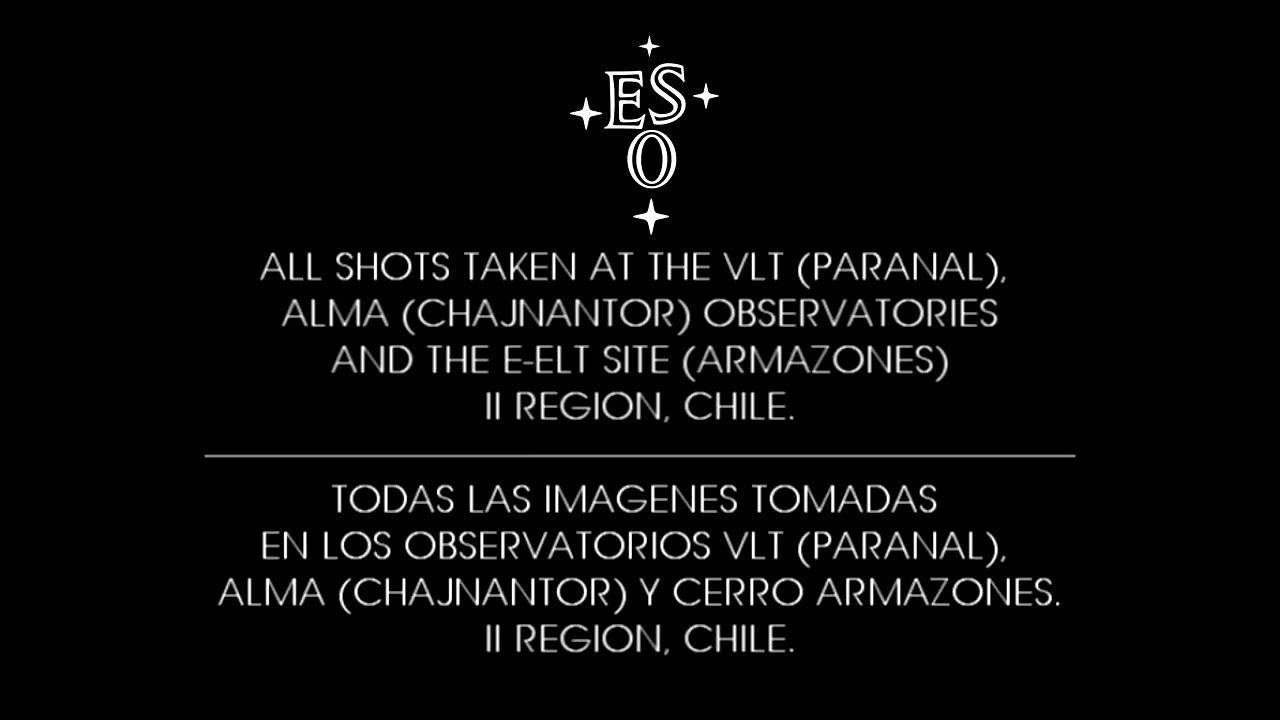 ES
O
ALL SHOTS TAKEN AT THE VLT (PARANAL),
ALMA (CHAJNANTOR) OBSERVATORIES
AND THE E-ELT SITE (ARMAZONES)
II REGION, CHILE.
TODAS LAS IMAGENES TOMADAS
EN LOS OBSERVATORIOS VLT (PARANAL),
ALMA (CHAJNANTOR) Y CERRO ARMAZONES.
II REGION, CHILE.